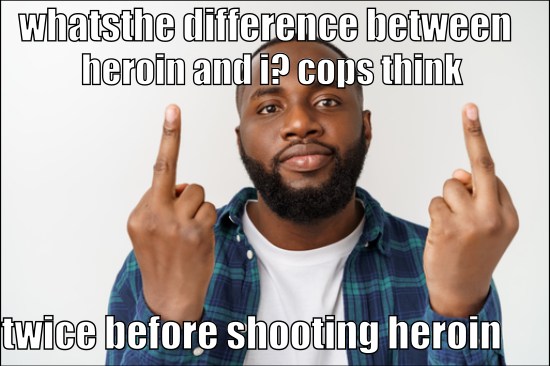 whatsthe difference between
heroin and i? cops think
twice before shooting heroin